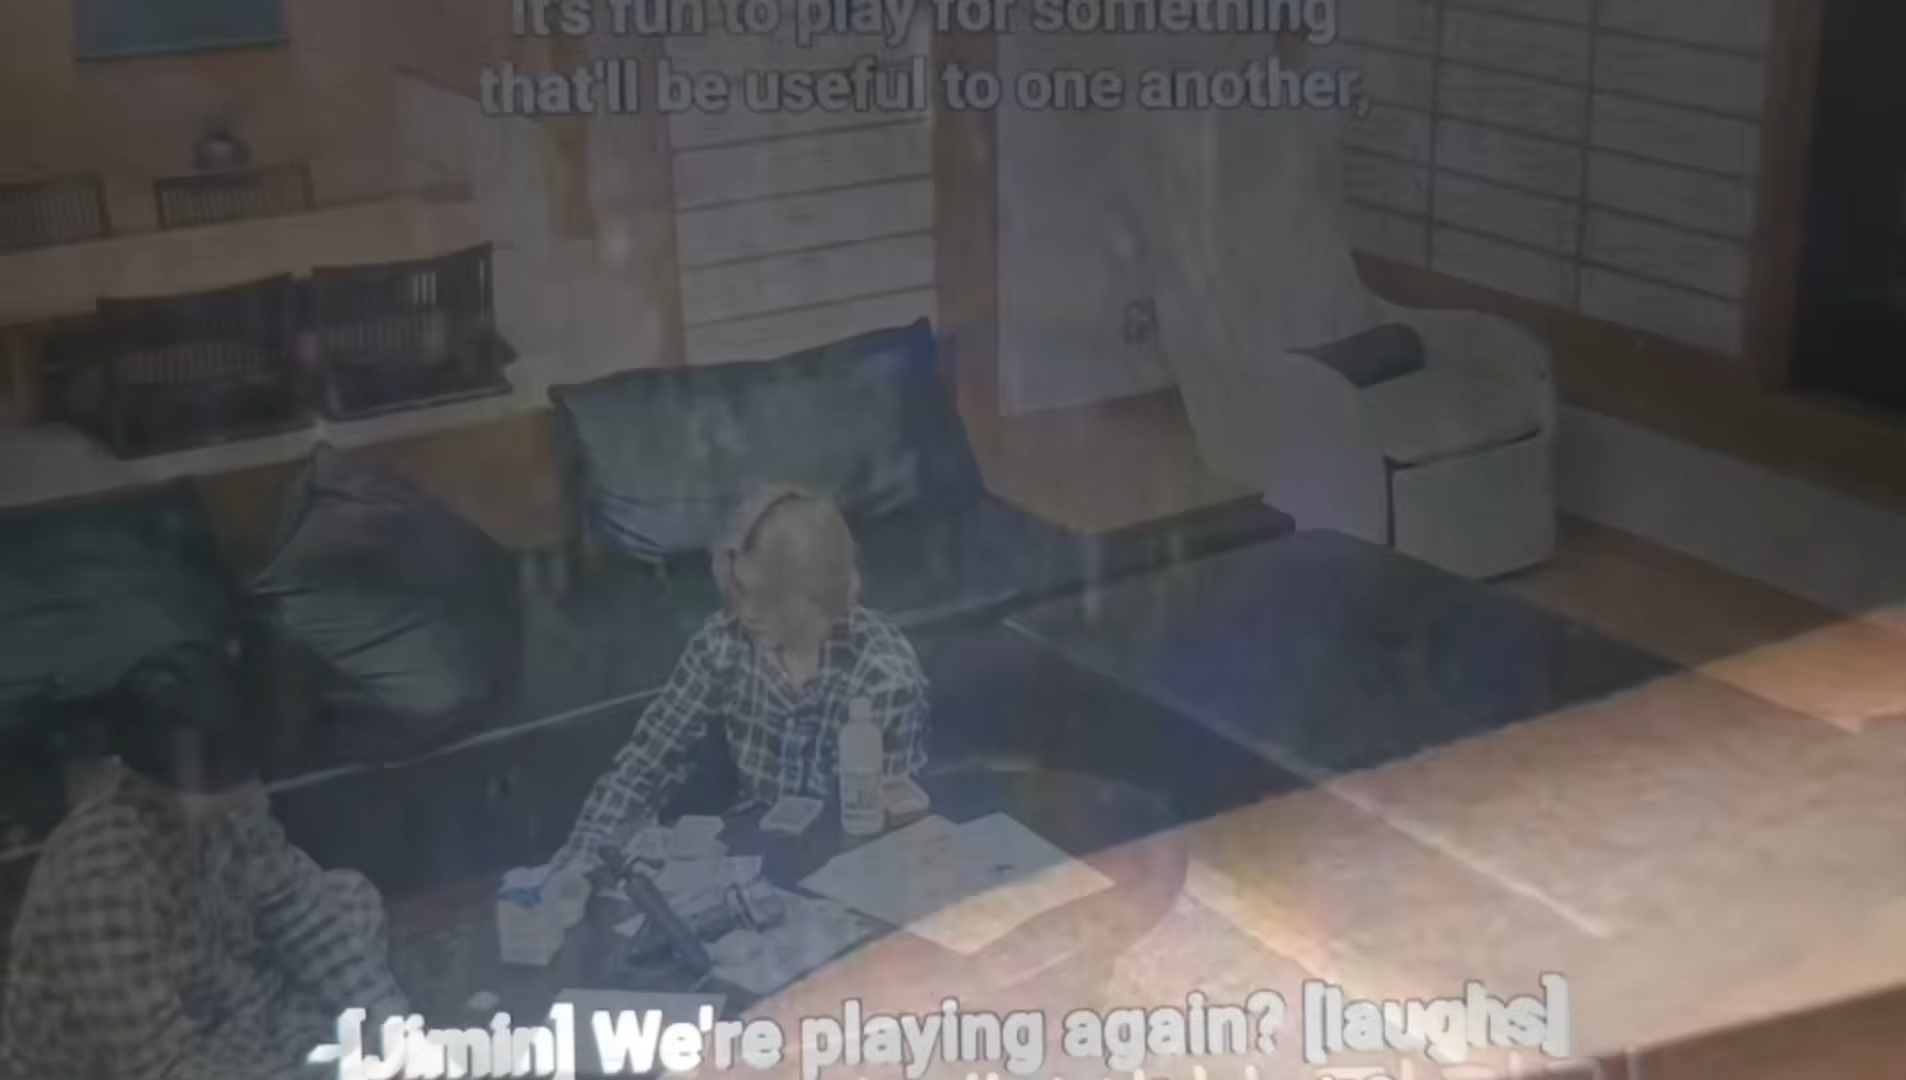 It's fun to play for something
that'll be useful to one another,
-[Jimin] We're playing again? [laughs]